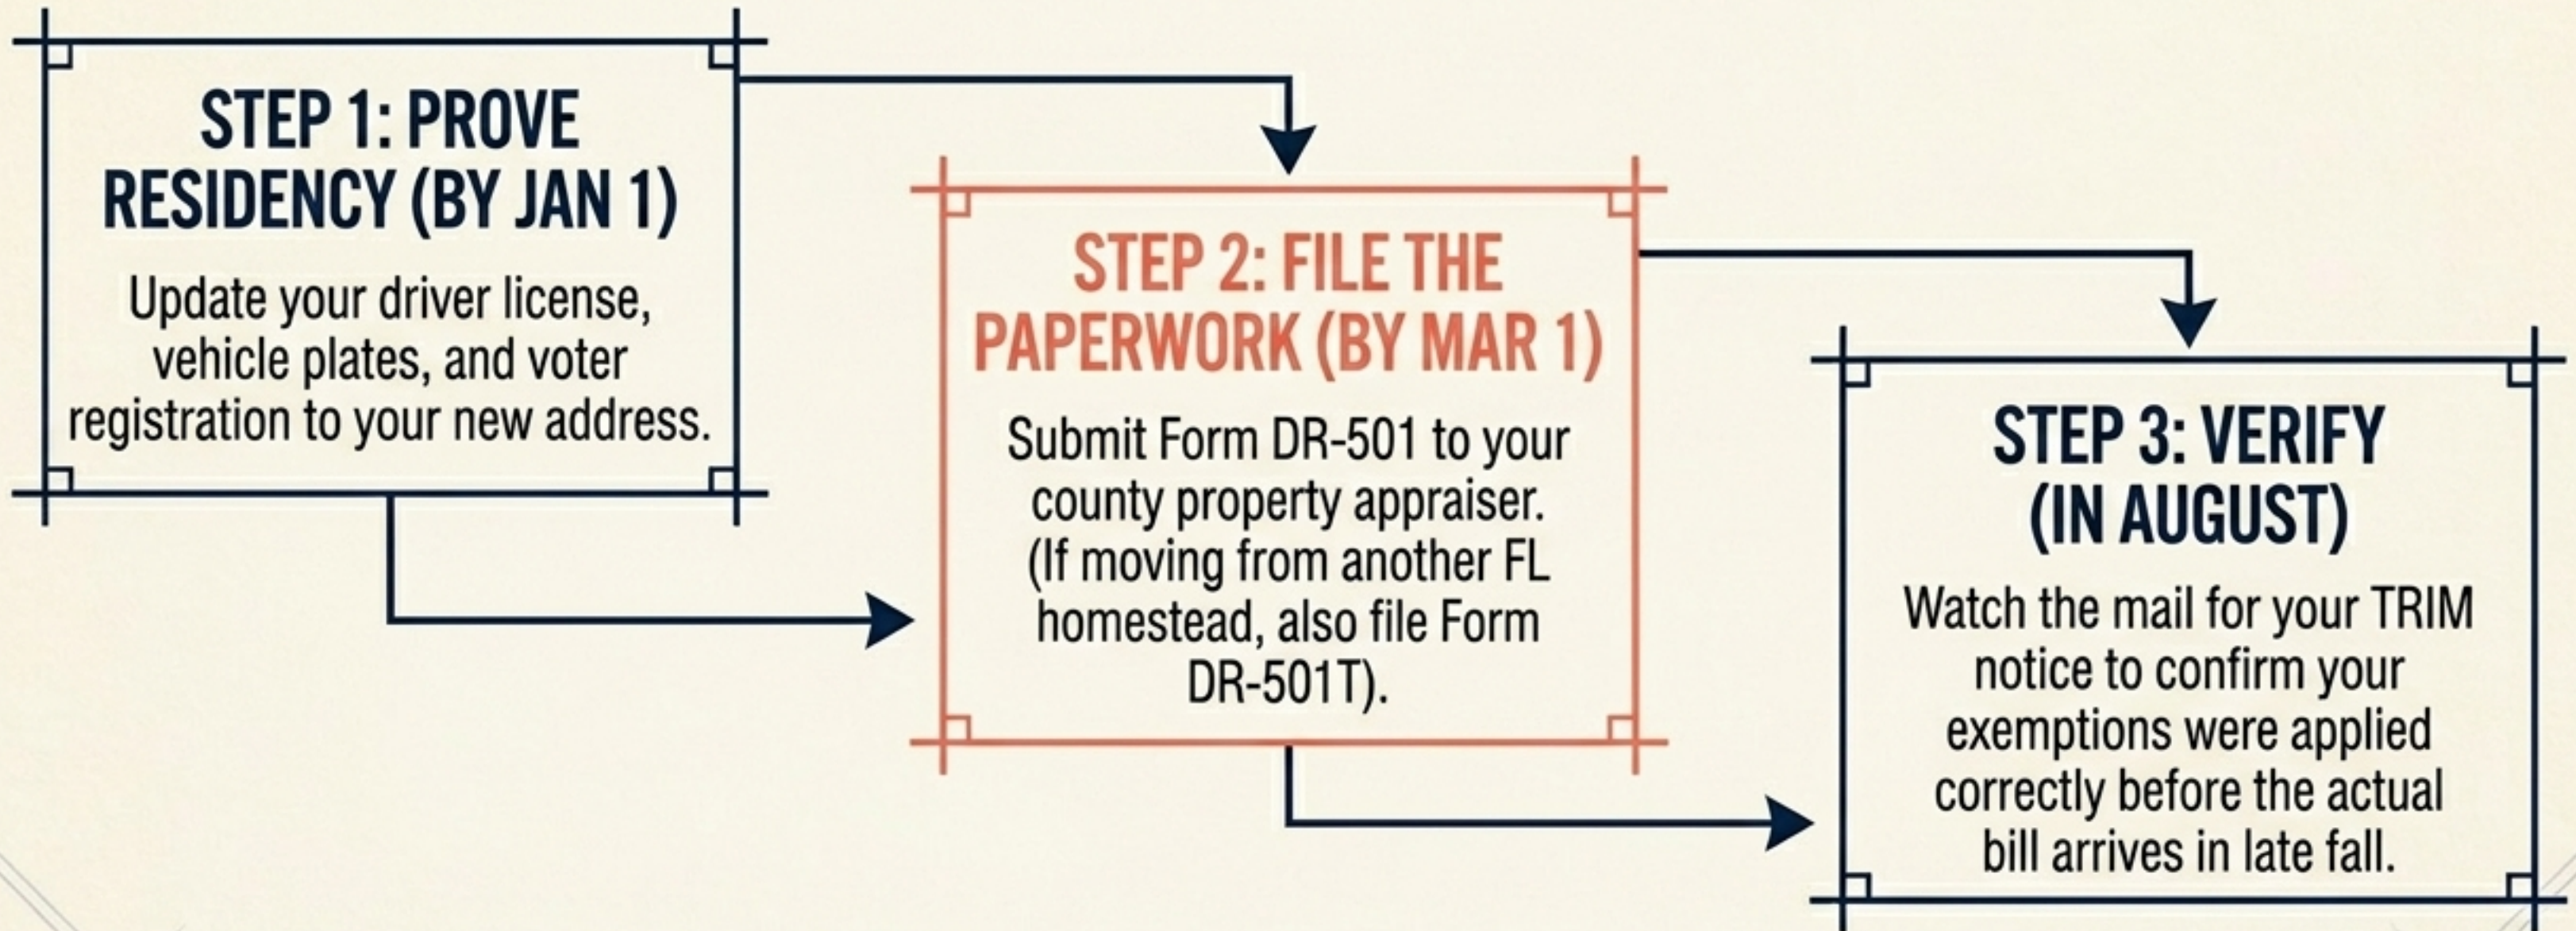 STEP 1: PROVE
RESIDENCY (BY JAN 1)
Update your driver license,
vehicle plates, and voter
registration to your new address.
STEP 2: FILE THE
PAPERWORK (BY MAR 1)
Submit Form DR-501 to your
county property appraiser.
(If moving from another FL
homestead, also file Form
DR-501T).
STEP 3: VERIFY
(IN AUGUST)
Watch the mail for your TRIM
notice to confirm your
exemptions were applied
correctly before the actual
bill arrives in late fall.